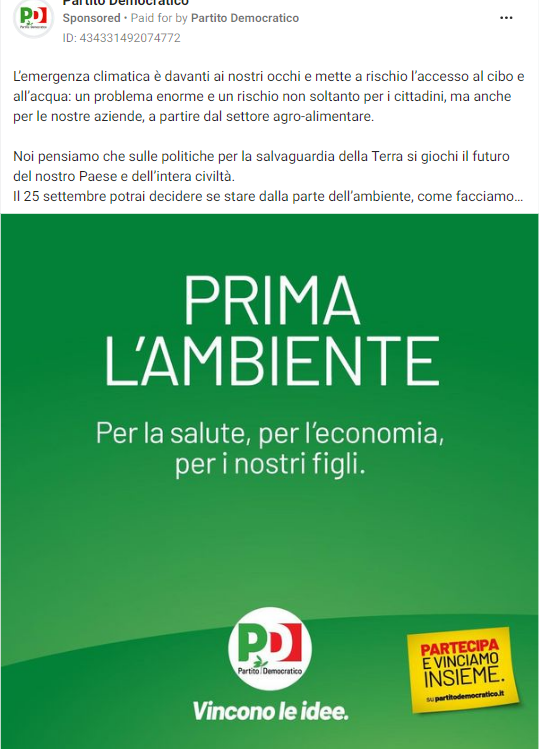 Partito Democratico
Sponsored • Paid for by Partito Democratico
ID: 434331492074772
L’emergenza climatica è davanti ai nostri occhi e mette a rischio l’accesso al cibo e
all’acqua: un problema enorme e un rischio non soltanto per i cittadini, ma anche
per le nostre aziende, a partire dal settore agro-alimentare.
Noi pensiamo che sulle politiche per la salvaguardia della Terra si giochi il futuro
del nostro Paese e dell’intera civiltà.
Il 25 settembre potrai decidere se stare dalla parte dell’ambiente, come facciamo...
PRIMA
L’AMBIENTE
Per la salute, per l’economia,
per i nostri figli.
PD
Partito Democratico
Vincono le idee.
PARTECIPA
E VINCIAMO
INSIEME.
su partitodemocratico.it